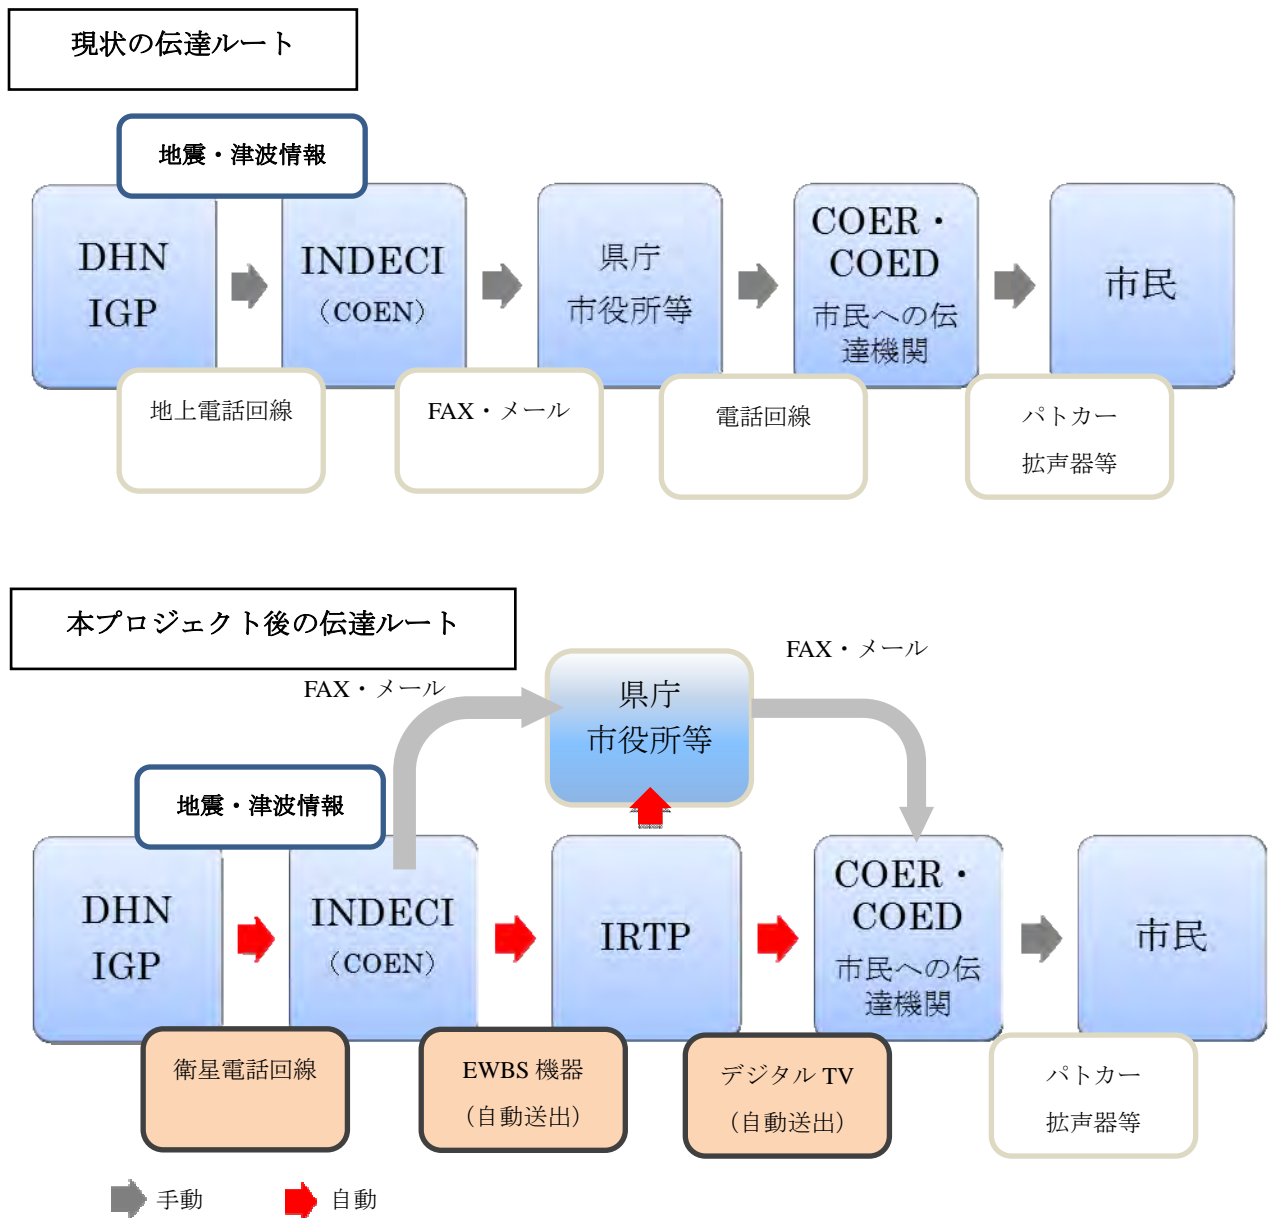 現状の伝達ルート
地震・津波情報
DHN
IGP
INDECI
（COEN）
県庁
市役所等
COER・
COED
市民への伝
達機関
市民
地上電話回線
FAX・メール
電話回線
パトカー
拡声器等
本プロジェクト後の伝達ルート
FAX・メール
県庁
市役所等
FAX・メール
地震・津波情報
DHN
IGP
INDECI
（COEN）
IRTP
COER・
COED
市民への伝
達機関
市民
衛星電話回線
EWBS 機器
（自動送出）
デジタル TV
（自動送出）
パトカー
拡声器等
手動
自動